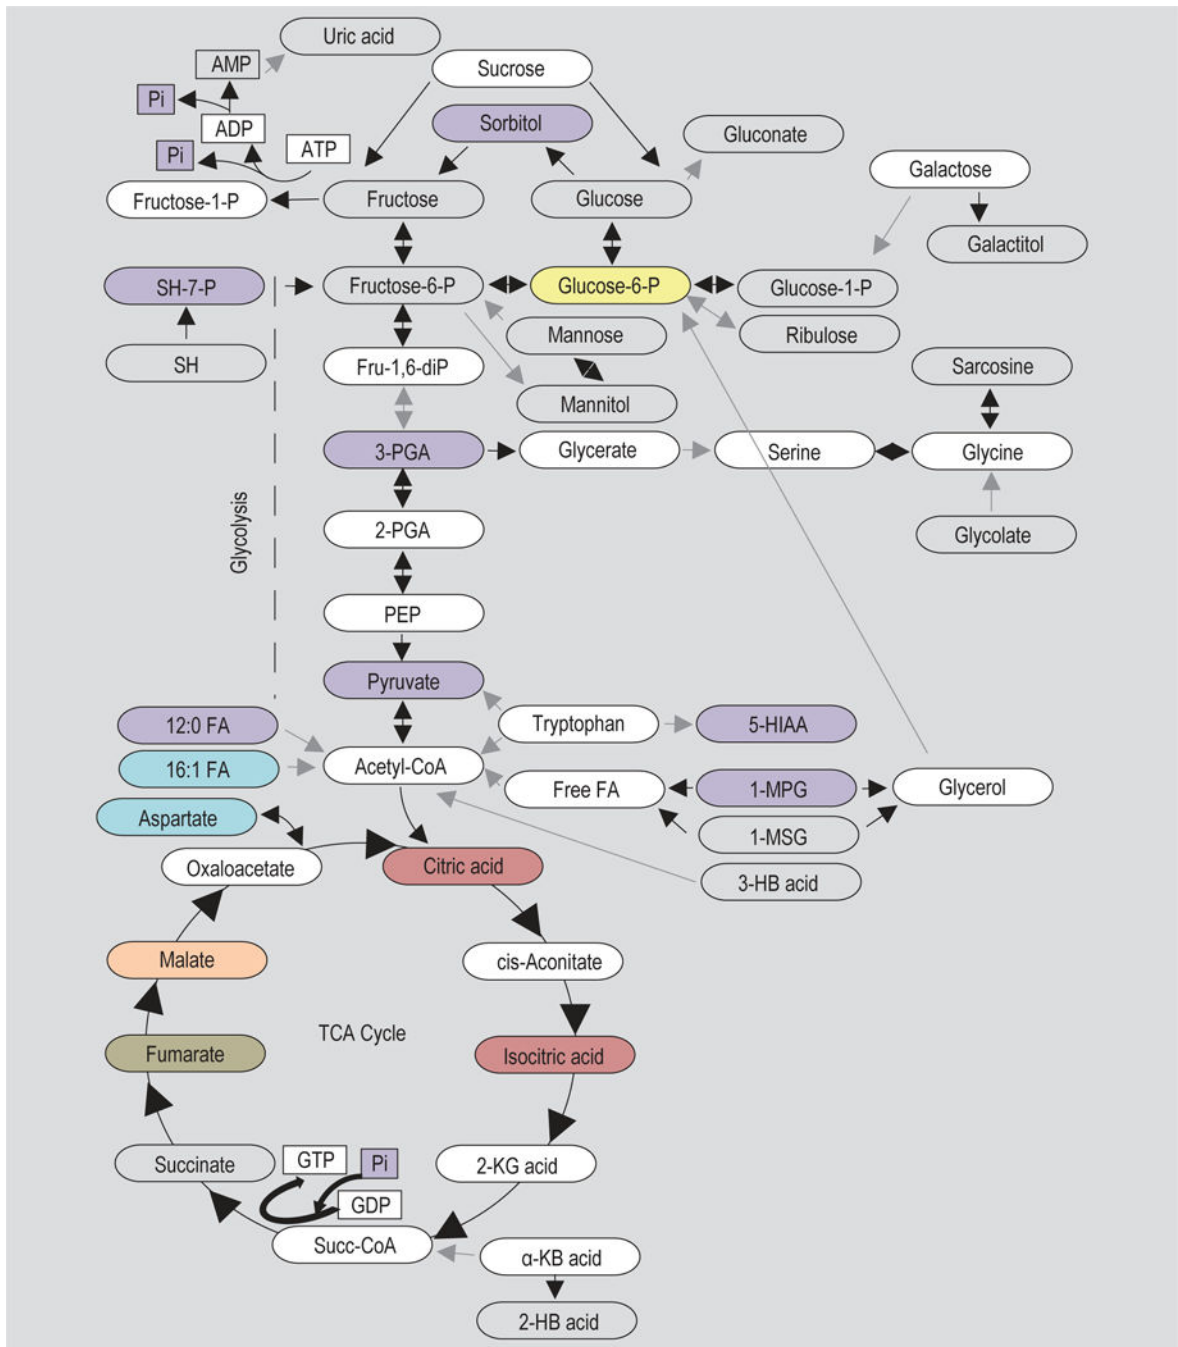 Uric acid
AMP
Sucrose
Pi
Sorbitol
ADP
ATP
Gluconate
Pi
Galactose
Fructose-1-P
Fructose
Glucose
Galactitol
SH-7-P
Fructose-6-P
Glucose-6-P
Glucose-1-P
Mannose
Ribulose
SH
Fru-1,6-diP
Sarcosine
Mannitol
3-PGA
Glycerate
Serine
Glycine
Glycolysis
2-PGA
Glycolate
PEP
Pyruvate
12:0 FA
Tryptophan
5-HIAA
16:1 FA
Acetyl-CoA
Free FA
1-MPG
Glycerol
Aspartate
1-MSG
Oxaloacetate
Citric acid
3-HB acid
Malate
cis-Aconitate
TCA Cycle
Fumarate
Isocitric acid
Succinate
GTP
Pi
2-KG acid
GDP
Succ-CoA
α-KB acid
2-HB acid